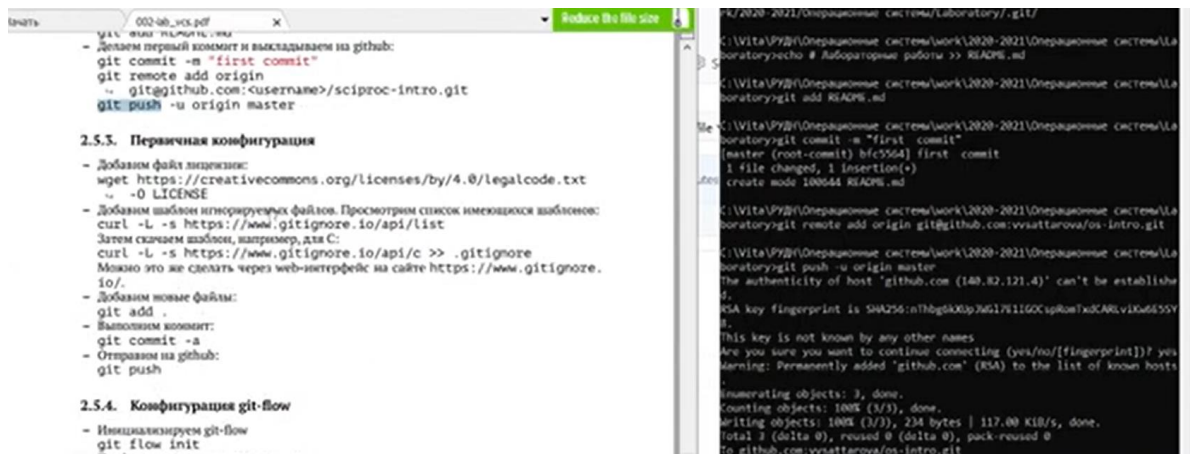 002-lab_vcs.pdf
Reduce the file size
git add README.md
– Делаем первый коммит и выкладываем на github:
git commit -m "first commit"
git remote add origin
git@github.com:<username>/sciproc-intro.git
git push -u origin master
2.5.3. Первичная конфигурация
– Добавим файл лицензии:
wget https://creativecommons.org/licenses/by/4.0/legalcode.txt
-O LICENSE
– Добавим шаблон игнорируемых файлов. Просмотрим список имеющихся шаблонов:
curl -L -s https://www.gitignore.io/api/list
Затем скачаем шаблон, например, для C:
curl -L -s https://www.gitignore.io/api/c >> .gitignore
Можно это же сделать через web-интерфейс на сайте https://www.gitignore.
io/.
– Добавим новые файлы:
git add .
– Выполним коммит:
git commit -a
– Отправим на github:
git push
2.5.4. Конфигурация git-flow
– Инициализируем git-flow
git flow init
rk/2020-2021/Операционные системы/Laboratory/.git/
C:\Vita\РУДН\Операционные системы\work\2020-2021\Операционные системы\La
boratory>echo # Лабораторные работы >> README.md
C:\Vita\РУДН\Операционные системы\work\2020-2021\Операционные системы\La
boratory>git add README.md
C:\Vita\РУДН\Операционные системы\work\2020-2021\Операционные системы\La
boratory>git commit -m "first commit"
[master (root-commit) bfc5564] first commit
1 file changed, 1 insertion(+)
create mode 100644 README.md
C:\Vita\РУДН\Операционные системы\work\2020-2021\Операционные системы\La
boratory>git remote add origin git@github.com:vvsattarova/os-intro.git
C:\Vita\РУДН\Операционные системы\work\2020-2021\Операционные системы\La
boratory>git push -u origin master
The authenticity of host 'github.com (140.82.121.4)' can't be establishe
d.
RSA key fingerprint is
This key is not known by any other names
Are you sure you want to continue connecting (yes/no/[fingerprint])? yes
Warning: Permanently added 'github.com' (RSA) to the list of known hosts
.
Enumerating objects: 3, done.
Counting objects: 100% (3/3), done.
Writing objects: 100% (3/3), 234 bytes | 117.00 KiB/s, done.
Total 3 (delta 0), reused 0 (delta 0), pack-reused 0
To github.com:vvsattarova/os-intro.git